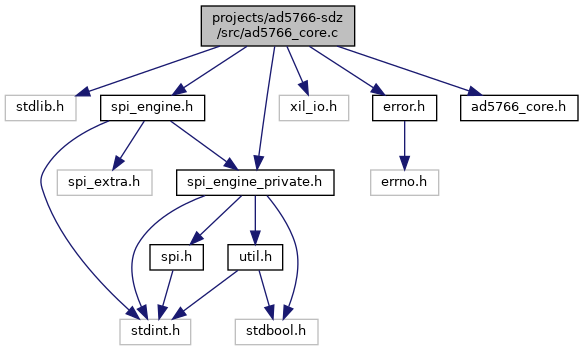 projects/ad5766-sdz
/src/ad5766_core.c
stdlib.h
spi_engine.h
xil_io.h
error.h
ad5766_core.h
spi_extra.h
spi_engine_private.h
errno.h
spi.h
util.h
stdint.h
stdbool.h